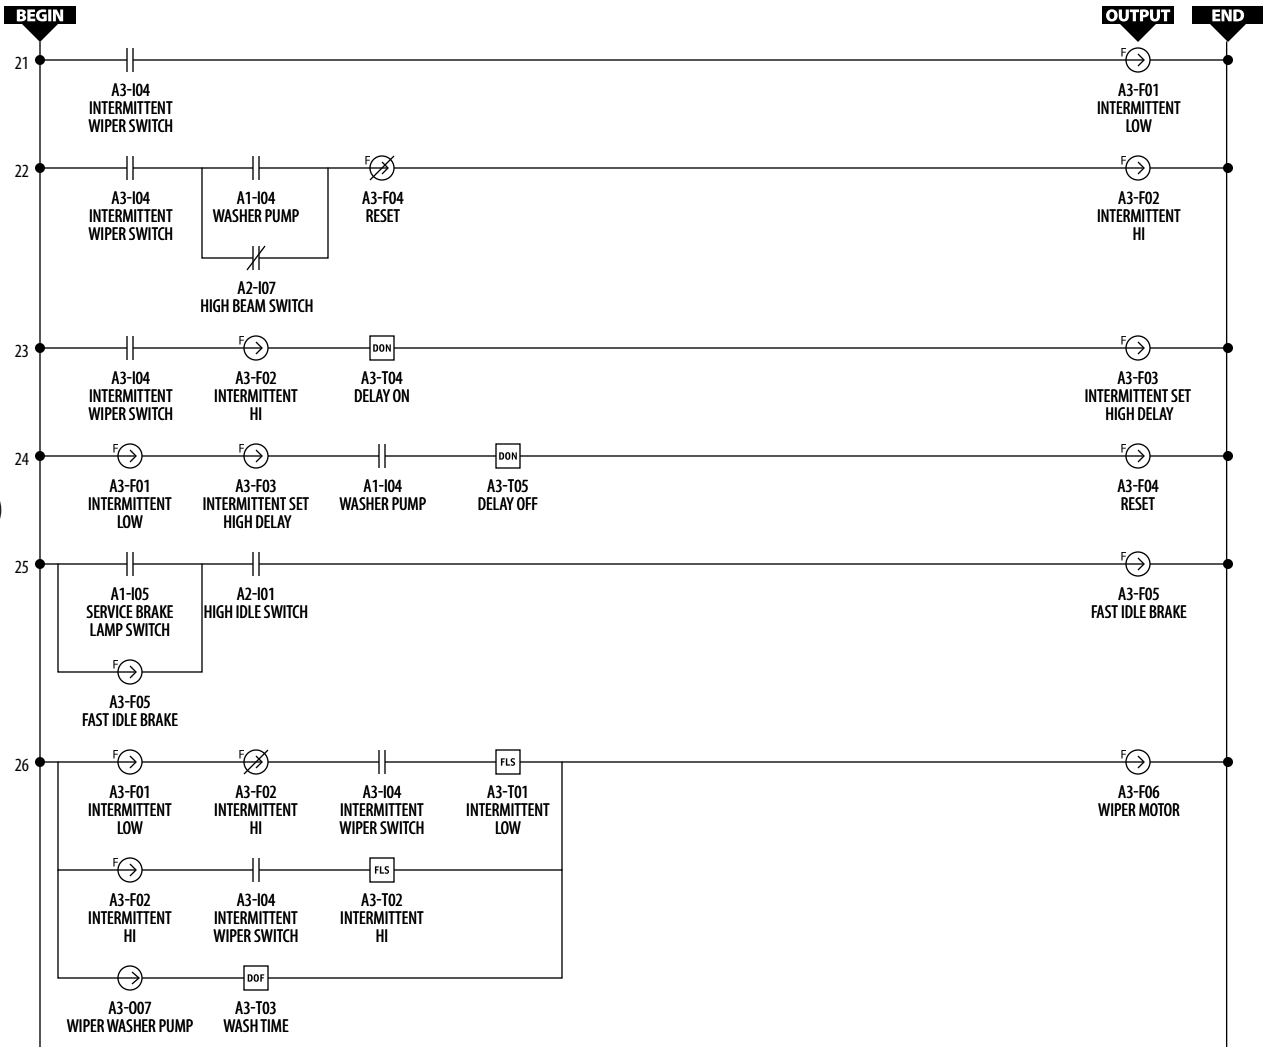 BEGIN
OUTPUT
END
21
F
A3-I04
INTERMITTENT
WIPER SWITCH
A3-F01
INTERMITTENT
LOW
22
F
F
A3-I04
INTERMITTENT
WIPER SWITCH
A1-I04
WASHER PUMP
A3-F04
RESET
A3-F02
INTERMITTENT
HI
A2-I07
HIGH BEAM SWITCH
23
F
DON
F
A3-I04
INTERMITTENT
WIPER SWITCH
A3-F02
INTERMITTENT
HI
A3-T04
DELAY ON
A3-F03
INTERMITTENT SET
HIGH DELAY
24
F
F
DON
F
A3-F01
INTERMITTENT
LOW
A3-F03
INTERMITTENT SET
HIGH DELAY
A1-I04
WASHER PUMP
A3-T05
DELAY OFF
A3-F04
RESET
25
F
A1-I05
SERVICE BRAKE
LAMP SWITCH
A2-I01
HIGH IDLE SWITCH
A3-F05
FAST IDLE BRAKE
F
A3-F05
FAST IDLE BRAKE
26
F
F
FLS
F
A3-F01
INTERMITTENT
LOW
A3-F02
INTERMITTENT
HI
A3-I04
INTERMITTENT
WIPER SWITCH
A3-T01
INTERMITTENT
LOW
A3-F06
WIPER MOTOR
F
FLS
A3-F02
INTERMITTENT
HI
A3-I04
INTERMITTENT
WIPER SWITCH
A3-T02
INTERMITTENT
HI
DOF
A3-O07
WIPER WASHER PUMP
A3-T03
WASH TIME